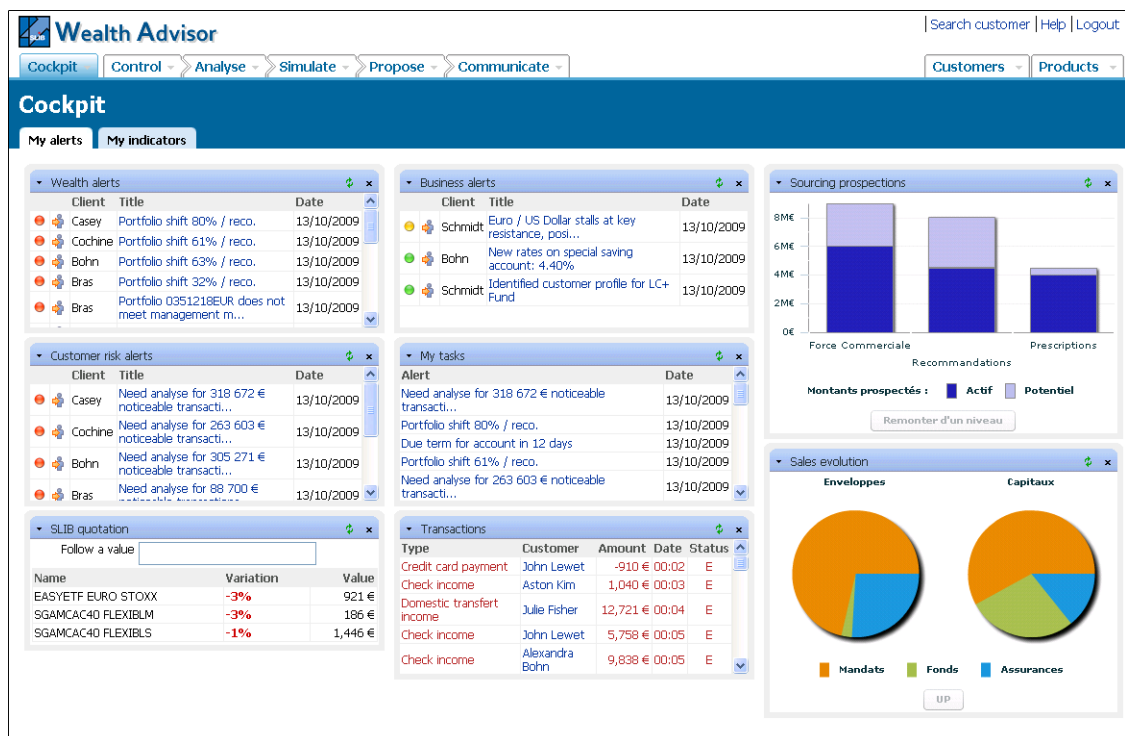 SLIB Wealth Advisor
Search customer | Help | Logout
Cockpit Control Analyse Simulate Propose Communicate Customers Products
Cockpit
My alerts My indicators
Wealth alerts
Client Title Date
Casey Portfolio shift 80% / reco. 13/10/2009
Cochine Portfolio shift 61% / reco. 13/10/2009
Bohn Portfolio shift 63% / reco. 13/10/2009
Bras Portfolio shift 32% / reco. 13/10/2009
Portfolio 0351218EUR does not
Bras 13/10/2009
meet management m...
Business alerts
Client Title Date
Euro / US Dollar stalls at key
Schmidt 13/10/2009
resistance, posi...
New rates on special saving
Bohn 13/10/2009
account: 4.40%
Identified customer profile for LC+
Schmidt 13/10/2009
Fund
Sourcing prospections
8M€
6M€
4M€
2M€
0€
Force Commerciale Prescriptions
Recommandations
Montants prospectés : Actif Potentiel
Remonter d'un niveau
Customer risk alerts
Client Title Date
Need analyse for 318 672 €
Casey 13/10/2009
noticeable transacti...
Need analyse for 263 603 €
Cochine 13/10/2009
noticeable transacti...
Need analyse for 305 271 €
Bohn 13/10/2009
noticeable transacti...
Need analyse for 88 700 €
Bras 13/10/2009
My tasks
Alert Date
Need analyse for 318 672 € noticeable
13/10/2009
transacti...
Portfolio shift 80% / reco. 13/10/2009
Due term for account in 12 days 13/10/2009
Portfolio shift 61% / reco. 13/10/2009
Need analyse for 263 603 € noticeable
13/10/2009
transacti...
Sales evolution
Enveloppes Capitaux
Mandats Fonds Assurances
UP
SLIB quotation
Follow a value
Name Variation Value
EASYETF EURO STOXX -3% 921 €
SGAMCAC40 FLEXIBLM -3% 186 €
SGAMCAC40 FLEXIBLS -1% 1,446 €
Transactions
Type Customer Amount Date Status
Credit card payment John Lewet -910 € 00:02 E
Check income Aston Kim 1,040 € 00:03 E
Domestic transfert
Julie Fisher 12,721 € 00:04 E
income
Check income John Lewet 5,758 € 00:05 E
Alexandra
Check income 9,838 € 00:05 E
Bohn